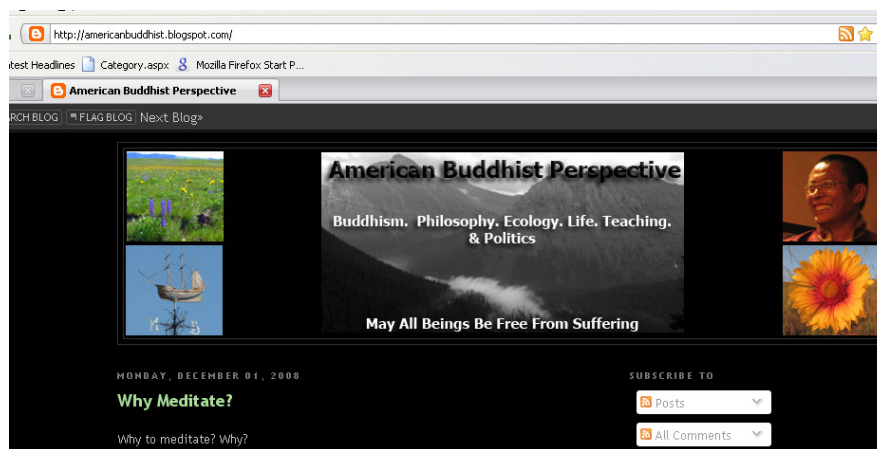 http://americanbuddhist.blogspot.com/
test Headlines Category.aspx Mozilla Firefox Start P...
American Buddhist Perspective
RCH BLOG FLAG BLOG Next Blog»
American Buddhist Perspective
Buddhism. Philosophy. Ecology. Life. Teaching.
& Politics
May All Beings Be Free From Suffering
MONDAY, DECEMBER 01, 2008
Why Meditate?
Why to meditate? Why?
SUBSCRIBE TO
Posts
All Comments